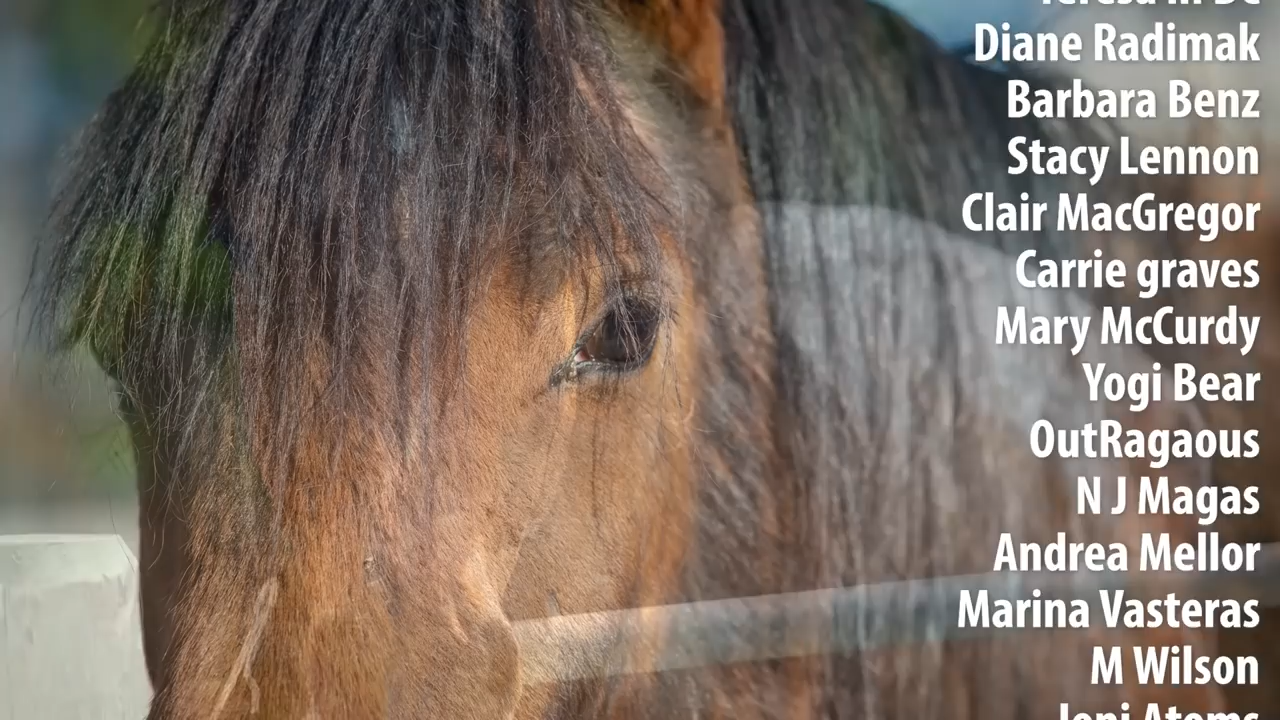 Diane Radimak
Barbara Benz
Stacy Lennon
Clair MacGregor
Carrie graves
Mary McCurdy
Yogi Bear
OutRagaous
N J Magas
Andrea Mellor
Marina Vasteras
M Wilson